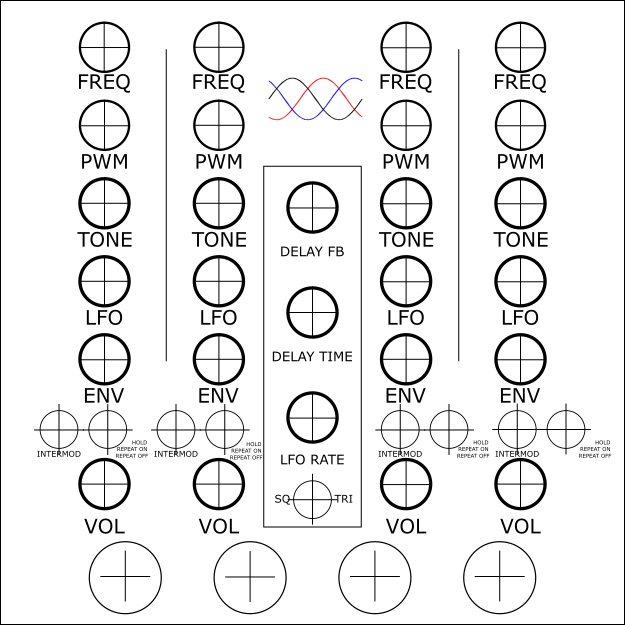 FREQ FREQ FREQ FREQ
PWM PWM PWM PWM
TONE TONE TONE TONE
DELAY FB
LFO LFO LFO LFO
DELAY TIME
ENV ENV ENV ENV
HOLD HOLD HOLD HOLD
REPEAT ON REPEAT ON REPEAT ON REPEAT ON
INTERMOD REPEAT OFF INTERMOD REPEAT OFF INTERMOD REPEAT OFF INTERMOD REPEAT OFF
LFO RATE
SQ TRI
VOL VOL VOL VOL